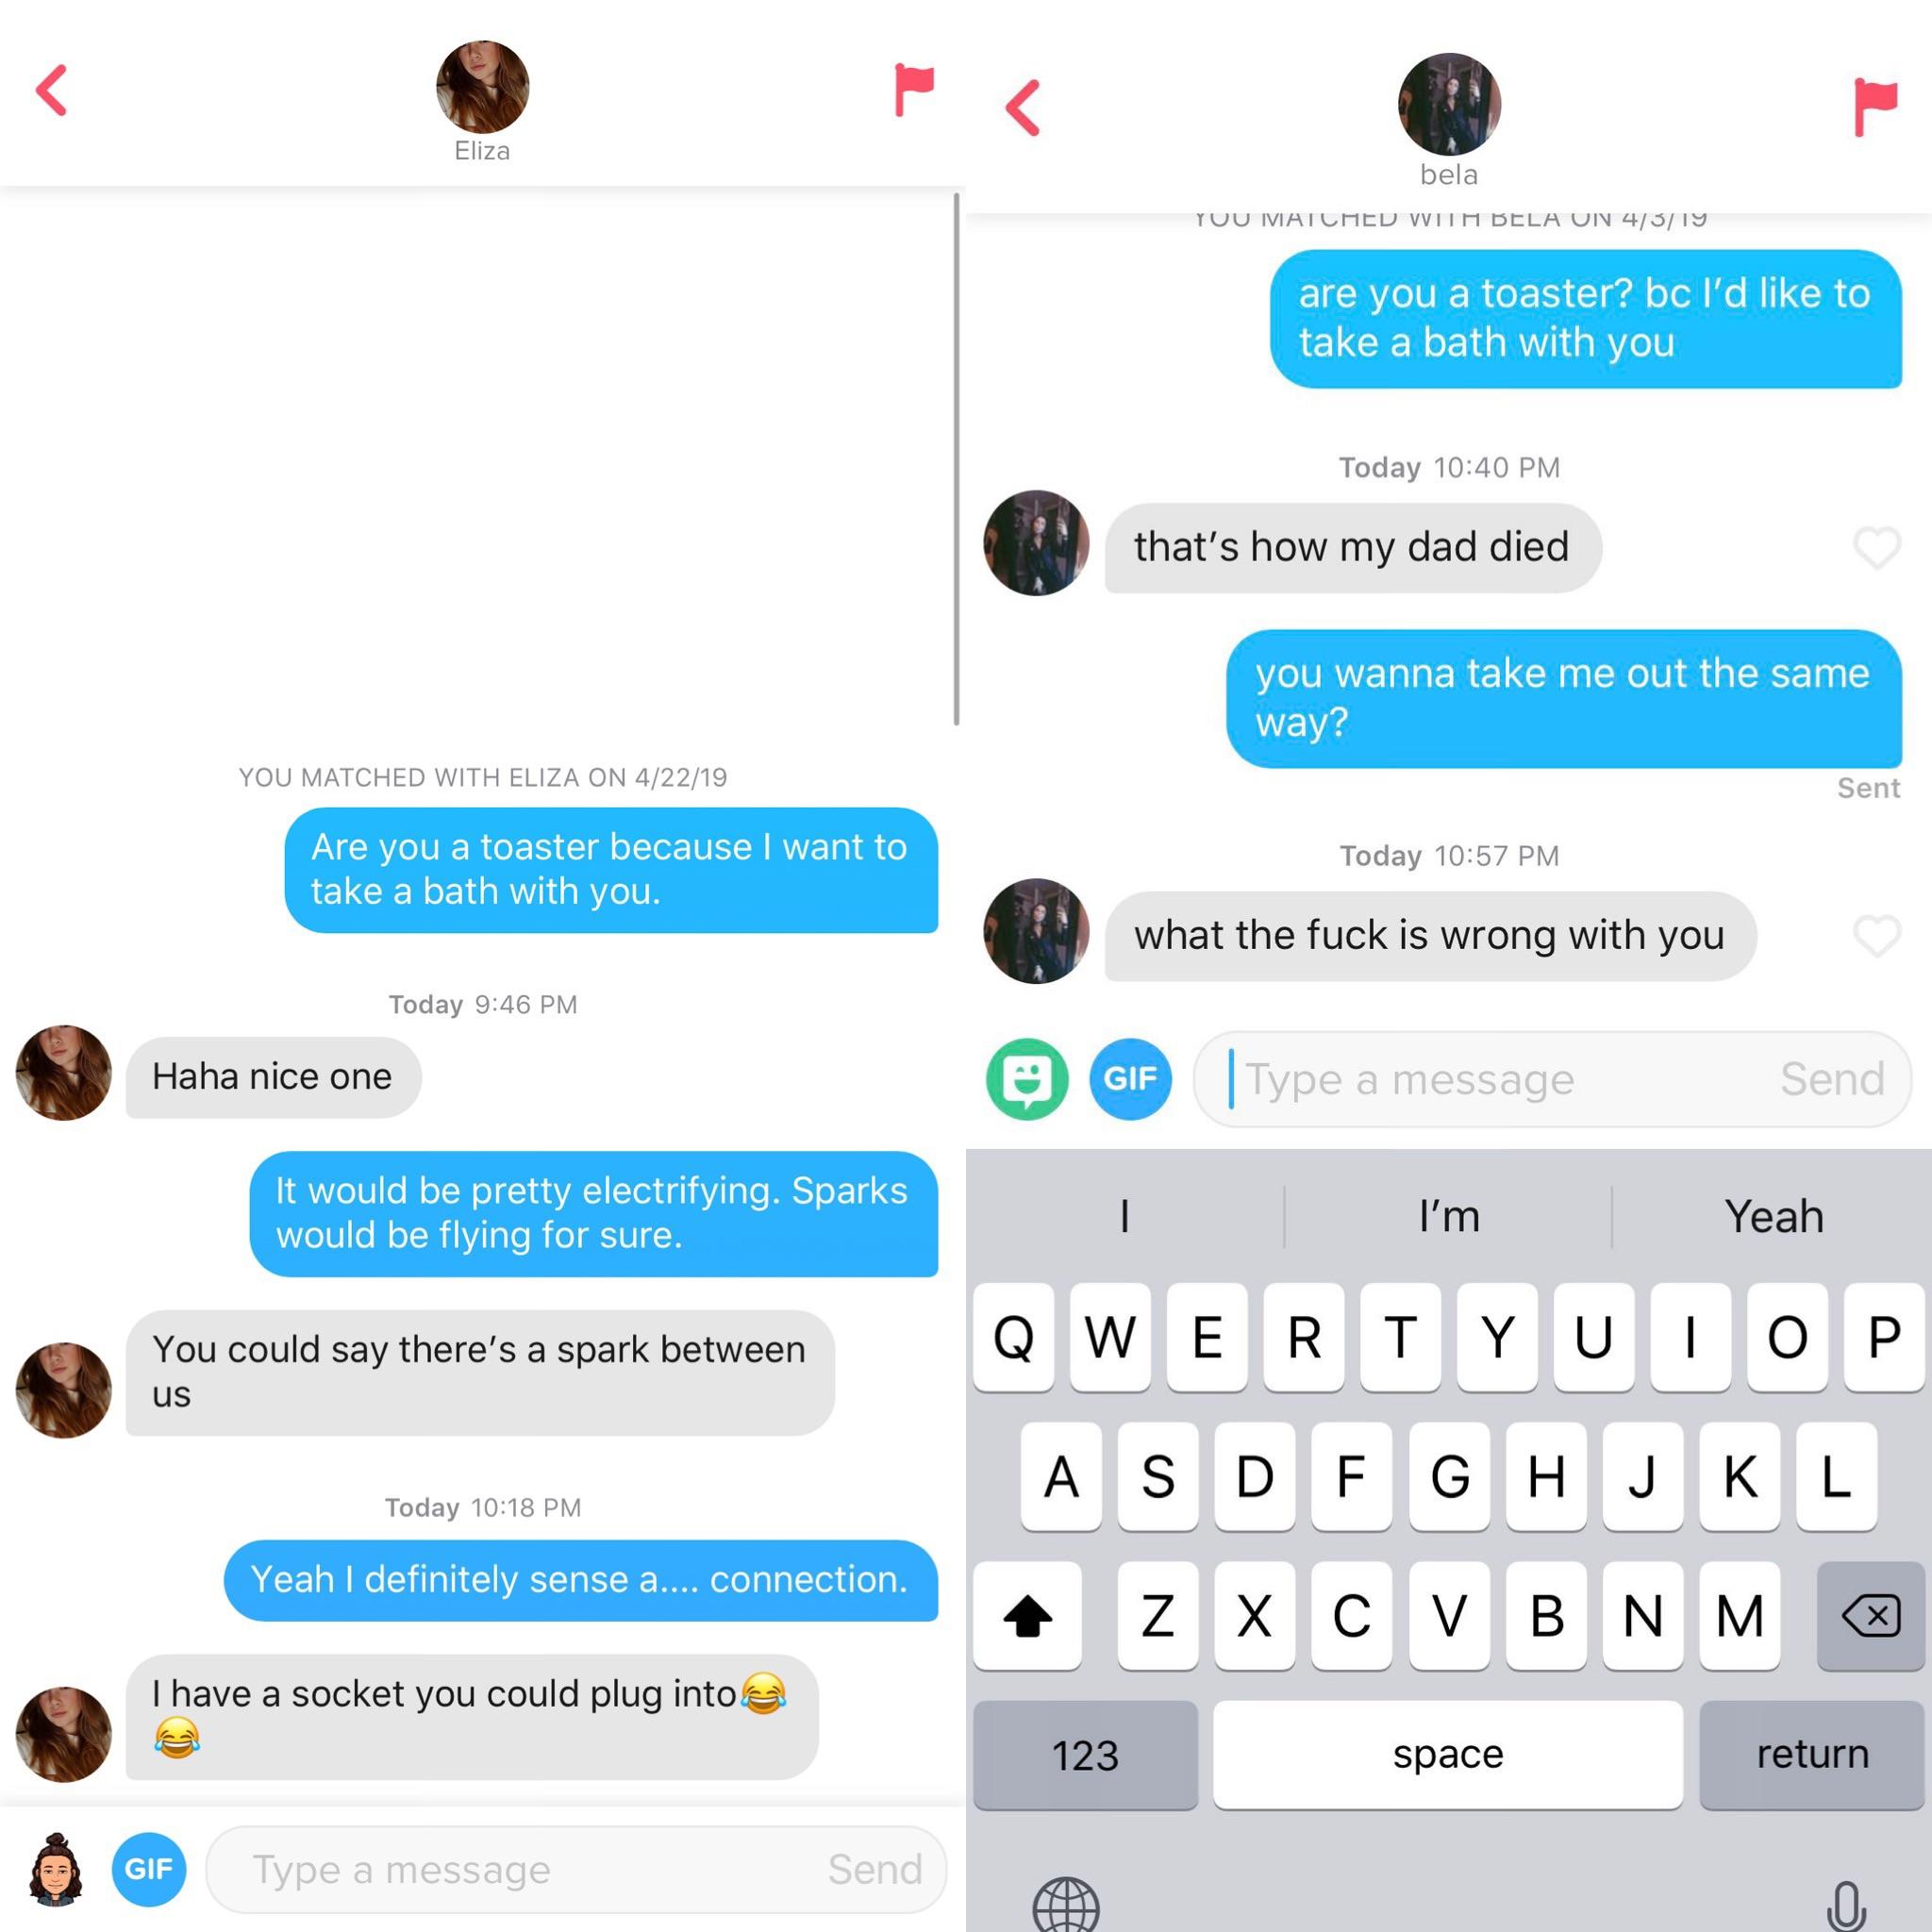 Eliza
YOU MATCHED WITH ELIZA ON 4/22/19
Are you a toaster because I want to
take a bath with you.
Today 9:46 PM
Haha nice one
It would be pretty electrifying. Sparks
would be flying for sure.
You could say there's a spark between
us
Today 10:18 PM
Yeah I definitely sense a.... connection.
I have a socket you could plug into😂
😂
GIF
Type a message
Send
bela
YOU MATCHED WITH BELA ON 4/3/19
are you a toaster? bc I'd like to
take a bath with you
Today 10:40 PM
that's how my dad died
you wanna take me out the same
way?
Sent
Today 10:57 PM
what the fuck is wrong with you
GIF
Type a message
Send
I I'm Yeah
Q W E R T Y U I O P
A S D F G H J K L
Z X C V B N M
123 space return